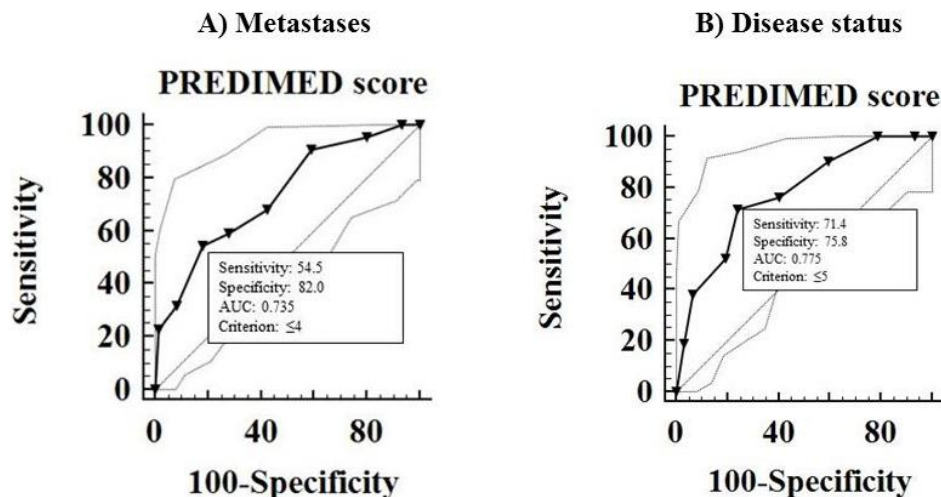 A) Metastases
PREDIMED score
100
80
60
40
20
0
Sensitivity
Sensitivity: 54.5
Specificity: 82.0
AUC: 0.735
Criterion: ≤4
0 40 80
100-Specificity
B) Disease status
PREDIMED score
100
80
60
40
20
0
Sensitivity
Sensitivity: 71.4
Specificity: 75.8
AUC: 0.775
Criterion: ≤5
0 40 80
100-Specificity